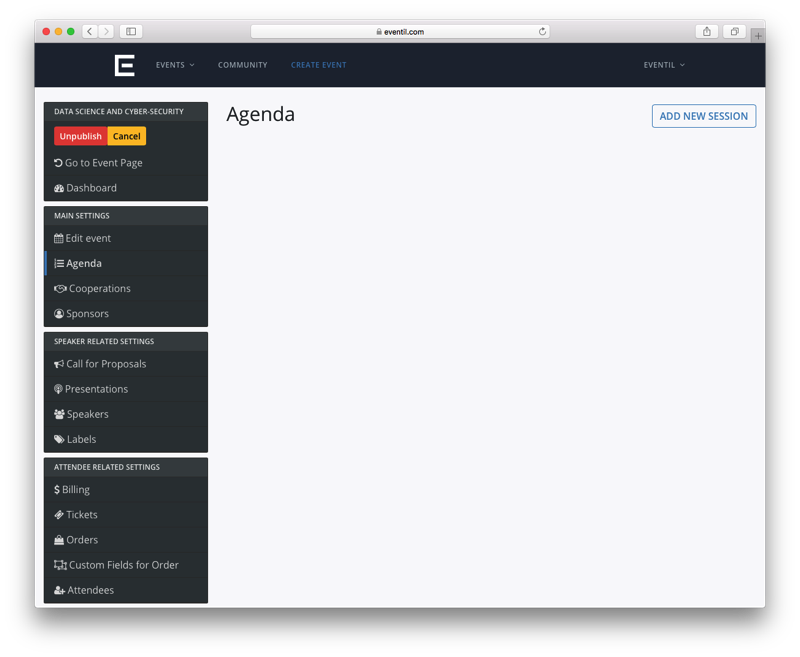 eventil.com
EVENTS
COMMUNITY
CREATE EVENT
EVENTIL
DATA SCIENCE AND CYBER-SECURITY
Unpublish
Cancel
Go to Event Page
Dashboard
MAIN SETTINGS
Edit event
Agenda
Cooperations
Sponsors
SPEAKER RELATED SETTINGS
Call for Proposals
Presentations
Speakers
Labels
ATTENDEE RELATED SETTINGS
$ Billing
Tickets
Orders
Custom Fields for Order
Attendees
Agenda
ADD NEW SESSION